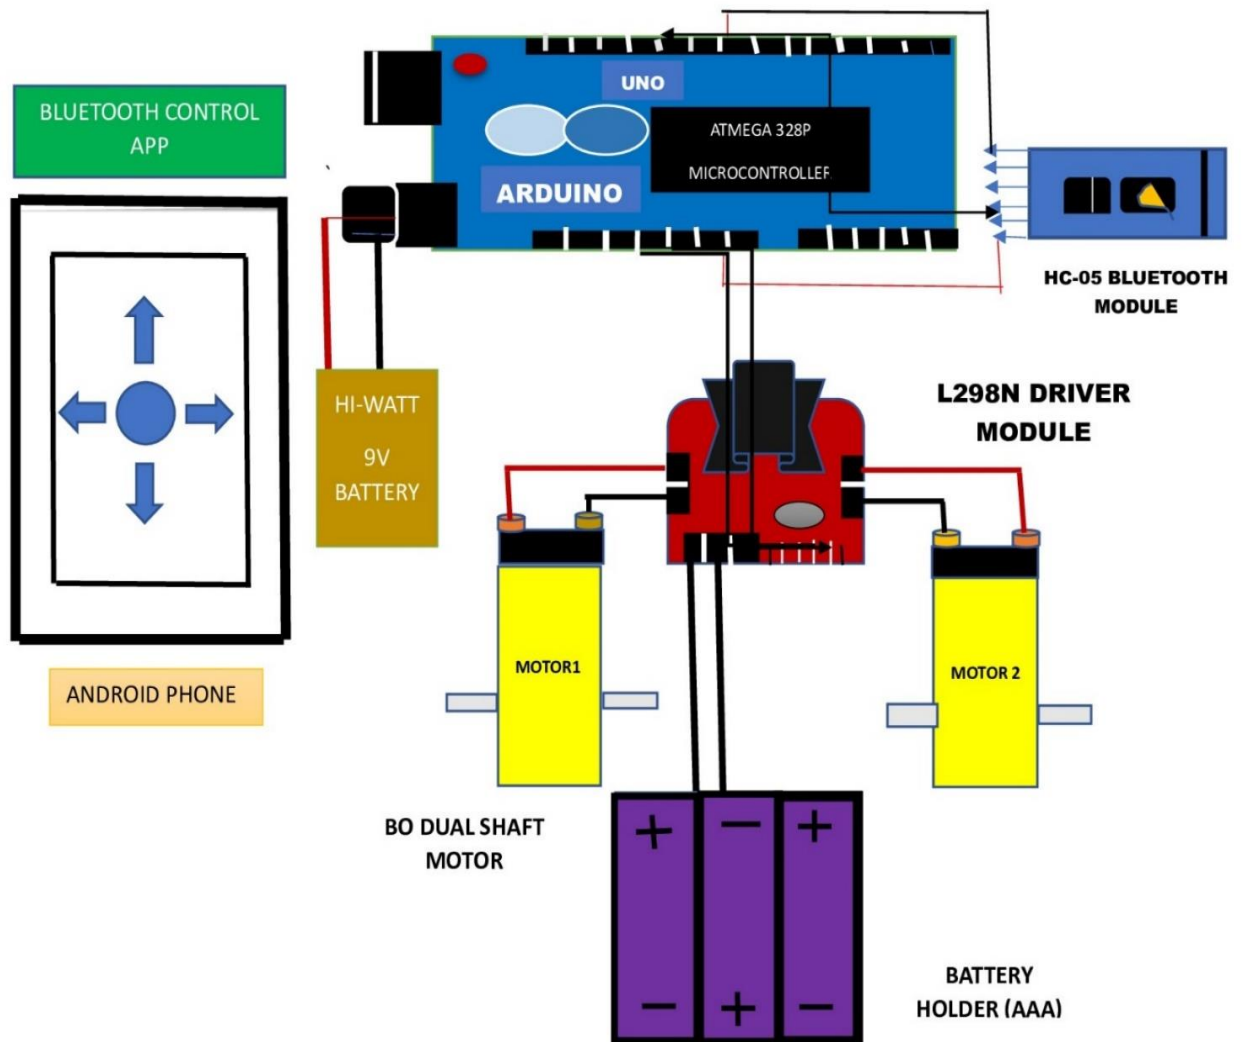 BLUETOOTH CONTROL
APP
ANDROID PHONE
UNO
ATMEGA 328P
MICROCONTROLLER
ARDUINO
HC-05 BLUETOOTH
MODULE
HI-WATT
9V
BATTERY
L298N DRIVER
MODULE
MOTOR1
MOTOR 2
BO DUAL SHAFT
MOTOR
+ − +
− + −
BATTERY
HOLDER (AAA)